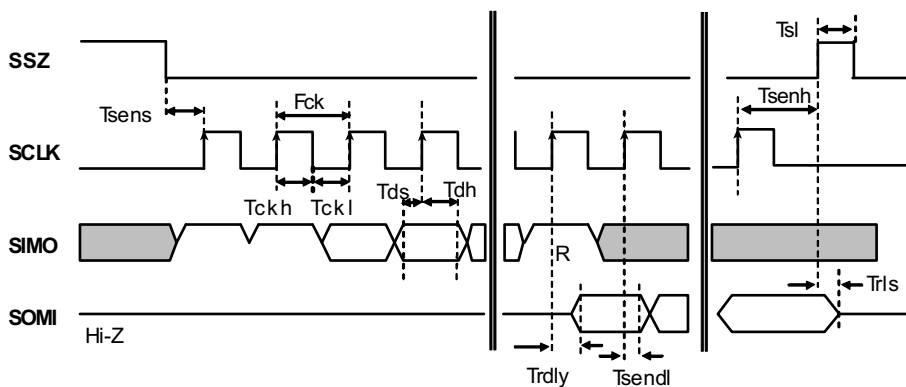 Tsl
SSZ
Tsens
Fck
Tsenh
SCLK
Tckh
Tckl
Tds
Tdh
SIMO
R
Trls
SOMI
Hi-Z
Trdly
Tsendl